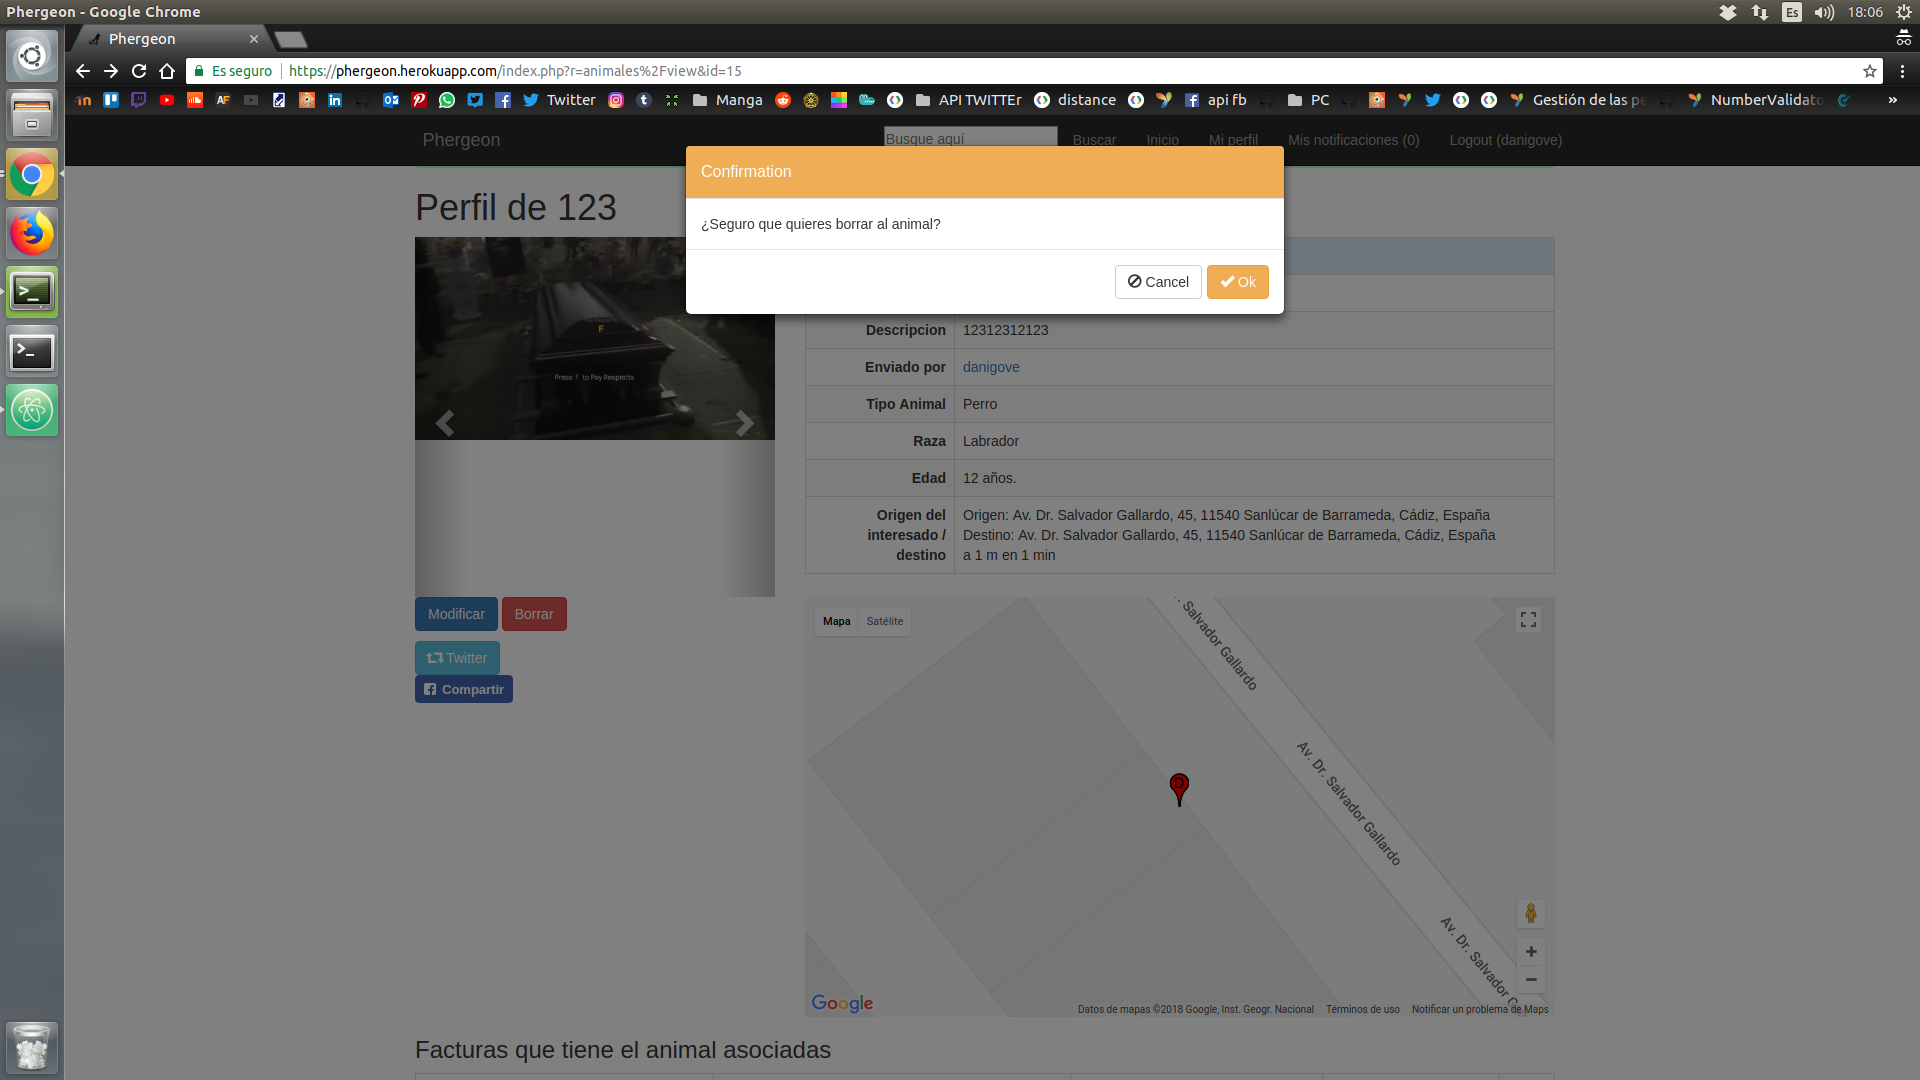 Phergeon - Google Chrome
Es
18:06
Phergeon
Es seguro
https://phergeon.herokuapp.com/index.php?r=animales%2Fview&id=15
Twitter
Manga
API TWITTEr
distance
api fb
PC
Gestión de las pe
NumberValidato
»
Phergeon
Busque aquí
Buscar
Inicio
Mi perfil
Mis notificaciones (0)
Logout (danigove)
Confirmation
¿Seguro que quieres borrar al animal?
Cancel
Ok
Perfil de 123
F
Press F to Pay Respects
Descripcion
12312312123
Enviado por
danigove
Tipo Animal
Perro
Raza
Labrador
Edad
12 años.
Origen del
interesado /
destino
Origen: Av. Dr. Salvador Gallardo, 45, 11540 Sanlúcar de Barrameda, Cádiz, España
Destino: Av. Dr. Salvador Gallardo, 45, 11540 Sanlúcar de Barrameda, Cádiz, España
a 1 m en 1 min
Modificar
Borrar
Twitter
Compartir
Mapa
Satélite
. Salvador Gallardo
Av. Dr. Salvador Gallardo
Av. Dr. Salvador G
D
Google
Datos de mapas ©2018 Google, Inst. Geogr. Nacional
Términos de uso
Notificar un problema de Maps
Facturas que tiene el animal asociadas